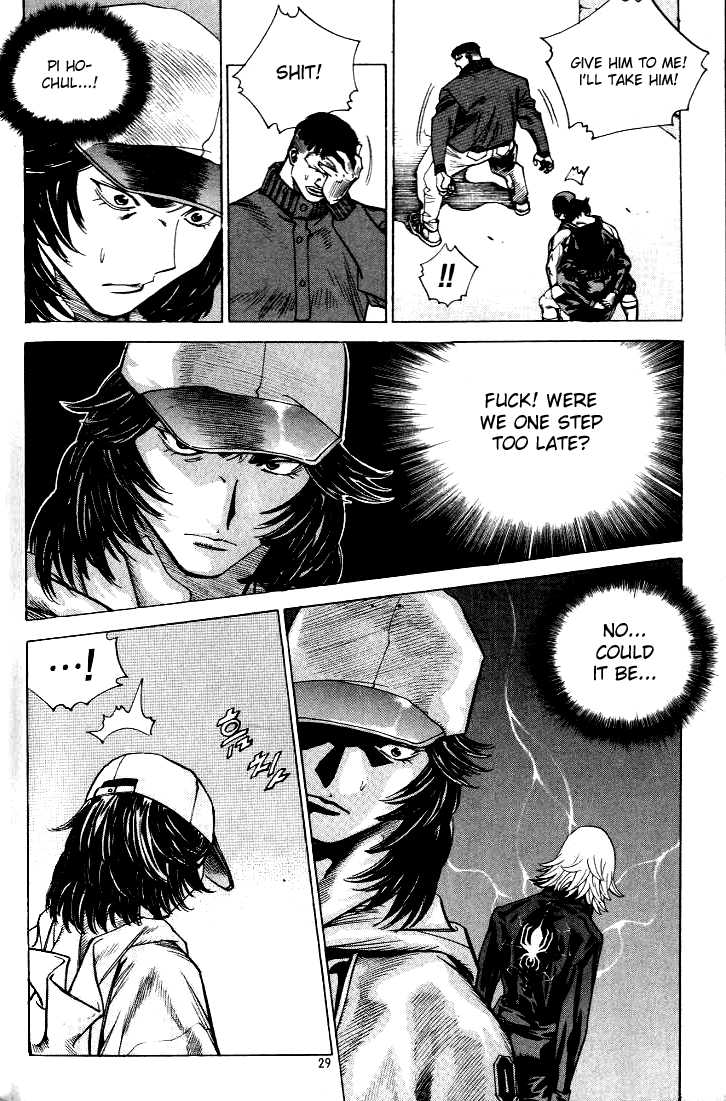 PI HO-
CHUL...!
SHIT!
GIVE HIM TO ME!
I'LL TAKE HIM!
!!
FUCK! WERE
WE ONE STEP
TOO LATE?
...!
NO...
COULD
IT BE...
29